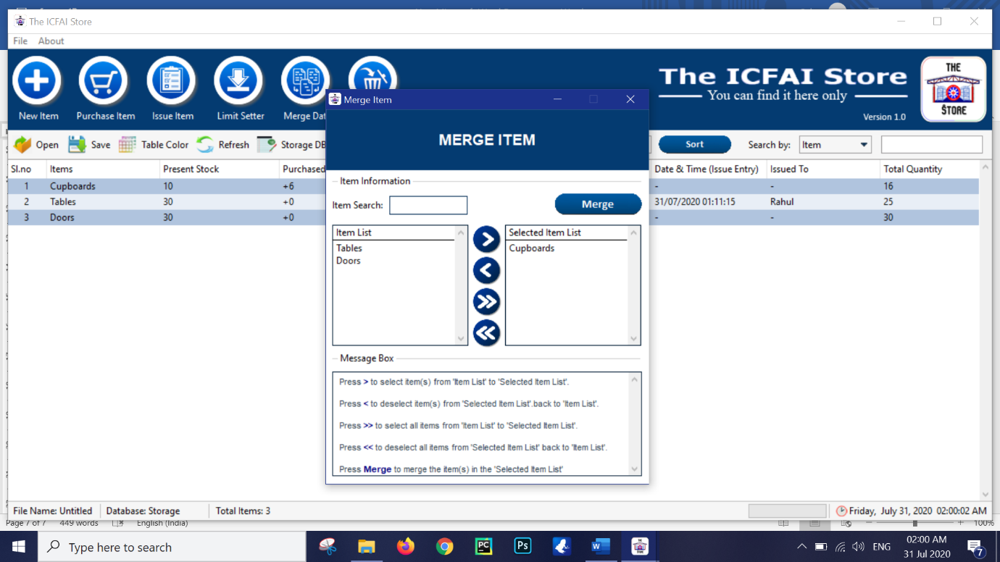 The ICFAI Store
File About
New Item Purchase Item Issue Item Limit Setter Merge Dat
The ICFAI Store
You can find it here only
Version 1.0
THE
STORE
Open Save Table Color Refresh Storage DB
Sort Search by: Item
Sl.no Items Present Stock Purchased Date & Time (Issue Entry) Issued To Total Quantity
1 Cupboards 10 +6 - - 16
2 Tables 30 +0 31/07/2020 01:11:15 Rahul 25
3 Doors 30 +0 - - 30
Merge Item
MERGE ITEM
Item Information
Item Search: Merge
Item List
Tables
Doors
>
<
>>
<<
Selected Item List
Cupboards
Message Box
Press > to select item(s) from 'Item List' to 'Selected Item List'.
Press < to deselect item(s) from 'Selected Item List'.back to 'Item List'.
Press >> to select all items from 'Item List' to 'Selected Item List'.
Press << to deselect all items from 'Selected Item List' back to 'Item List'.
Press Merge to merge the item(s) in the 'Selected Item List'
File Name: Untitled Database: Storage Total Items: 3 Friday, July 31, 2020 02:00:02 AM
Page 7 of 7 449 words English (India) 100%
Type here to search PC Ps W ENG 02:00 AM
31 Jul 2020 7